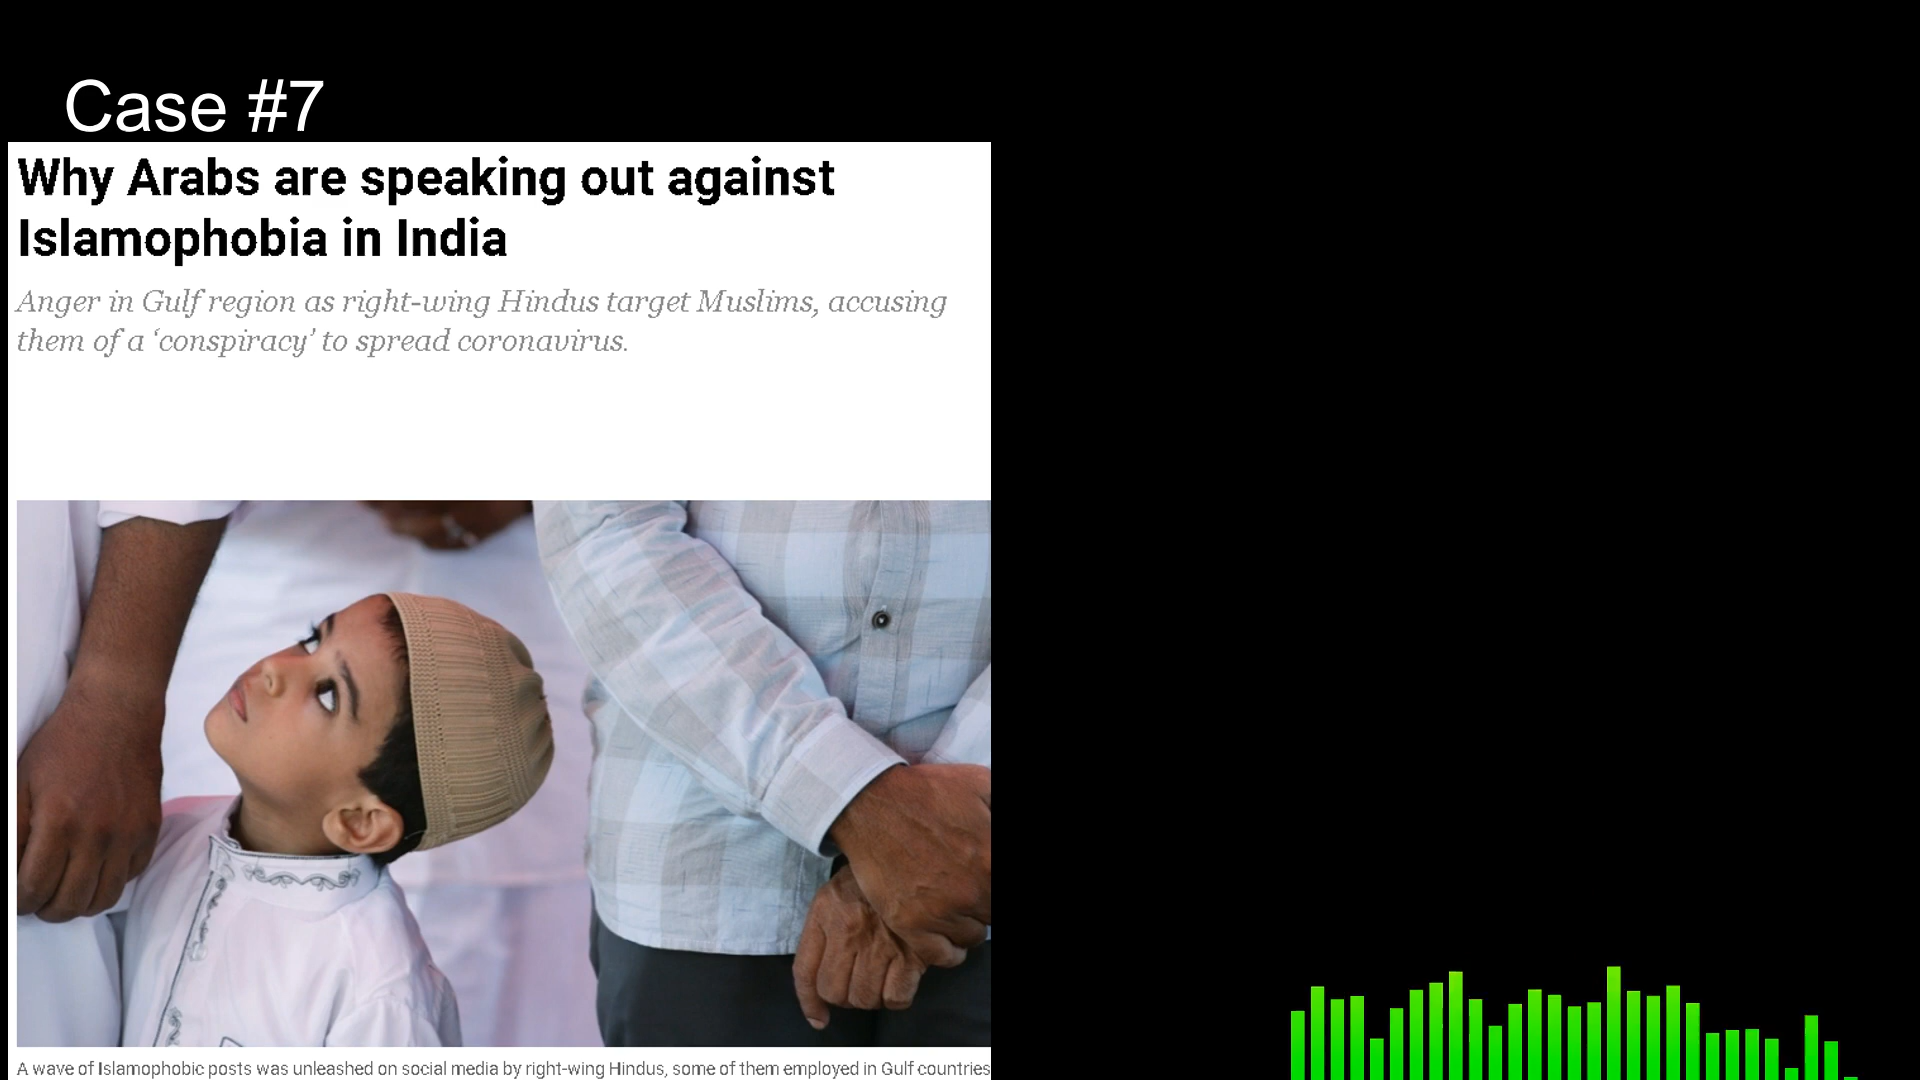 Case #7
Why Arabs are speaking out against
Islamophobia in India
Anger in Gulf region as right-wing Hindus target Muslims, accusing
them of a ‘conspiracy’ to spread coronavirus.
A wave of Islamophobic posts was unleashed on social media by right-wing Hindus, some of them employed in Gulf countries